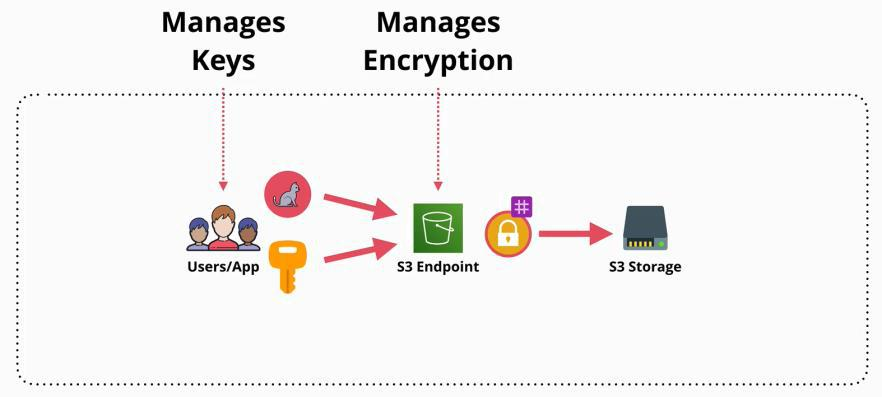 Manages
Keys
Manages
Encryption
#
Users/App
S3 Endpoint
S3 Storage